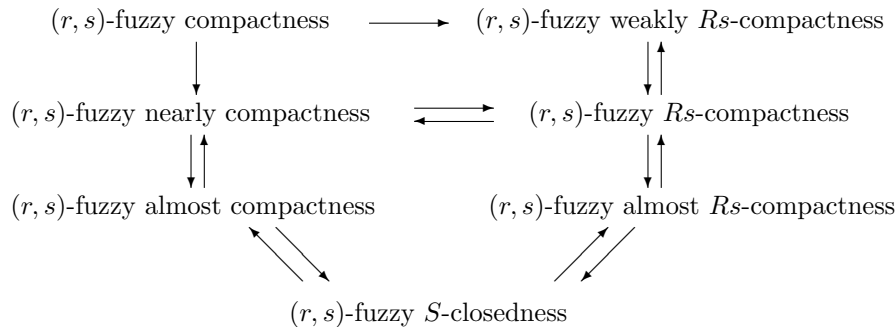 (r, s)-fuzzy compactness
(r, s)-fuzzy weakly Rs-compactness
(r, s)-fuzzy nearly compactness
(r, s)-fuzzy Rs-compactness
(r, s)-fuzzy almost compactness
(r, s)-fuzzy almost Rs-compactness
(r, s)-fuzzy S-closedness